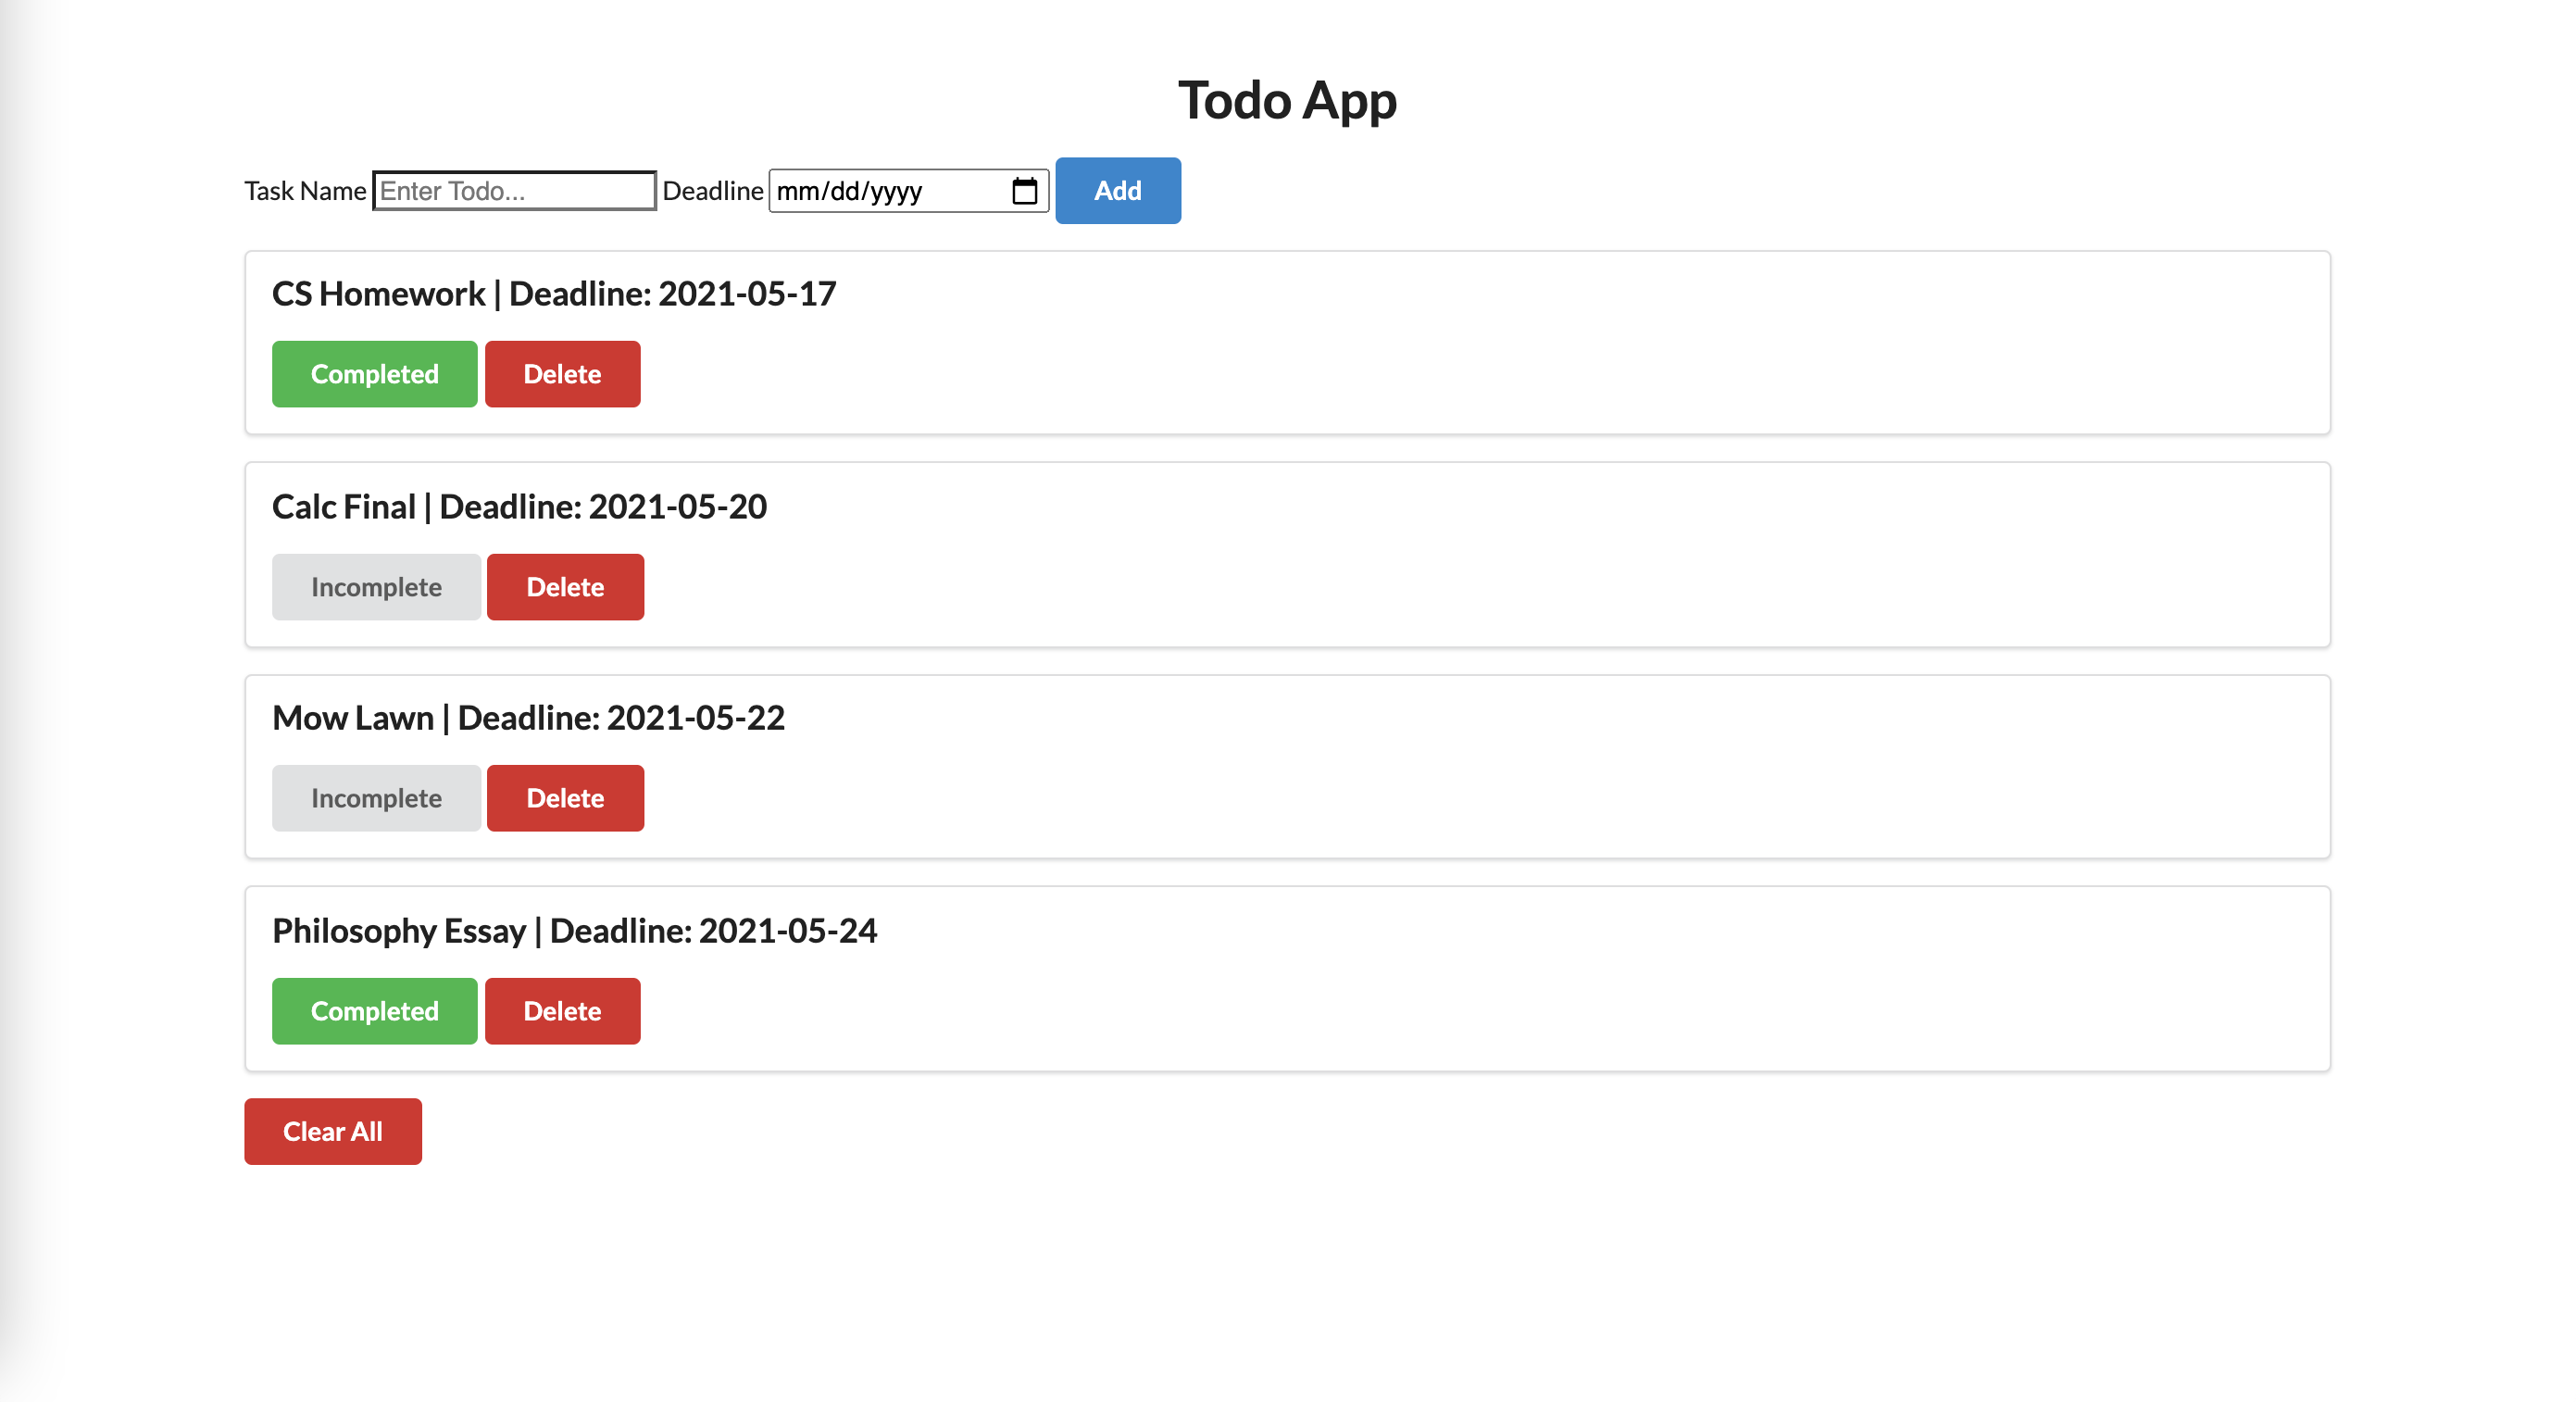 Todo App
Task Name Enter Todo... Deadline mm/dd/yyyy Add
CS Homework | Deadline: 2021-05-17
Completed Delete
Calc Final | Deadline: 2021-05-20
Incomplete Delete
Mow Lawn | Deadline: 2021-05-22
Incomplete Delete
Philosophy Essay | Deadline: 2021-05-24
Completed Delete
Clear All